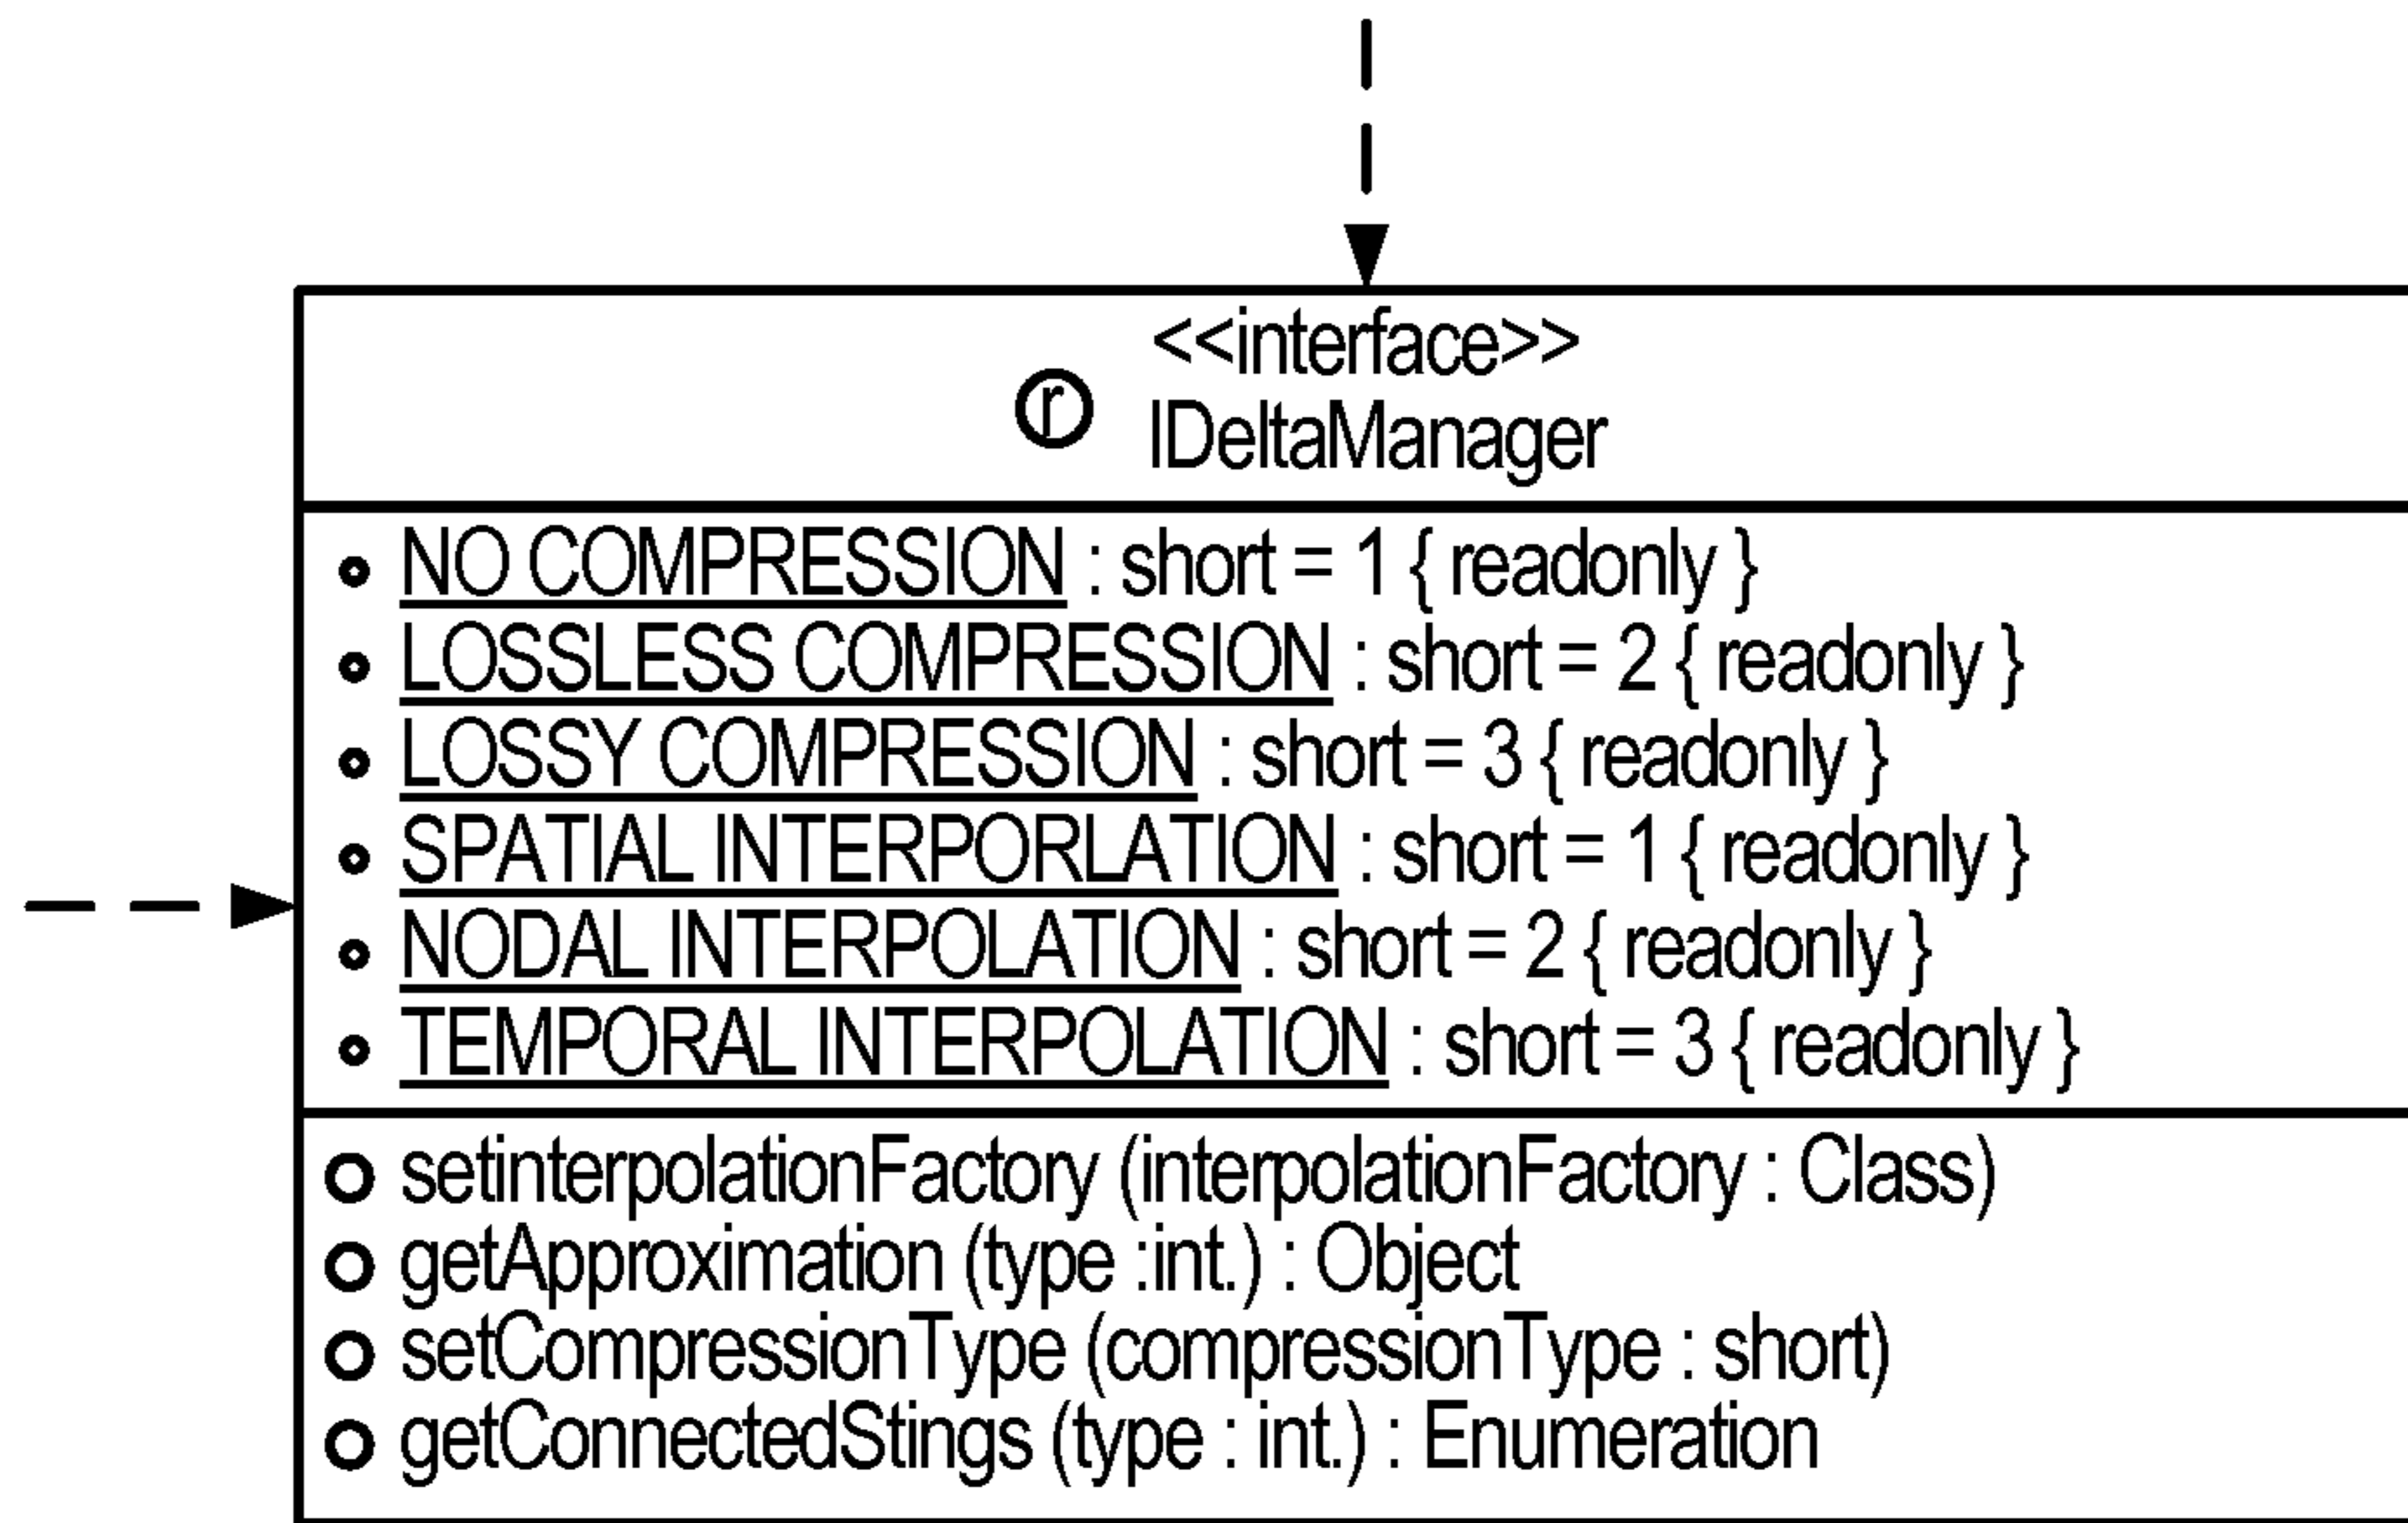 <<interface>>
r
IDeltaManager
NO COMPRESSION : short = 1 { readonly }
LOSSLESS COMPRESSION : short = 2 { readonly }
LOSSY COMPRESSION : short = 3 { readonly }
SPATIAL INTERPORLATION : short = 1 { readonly }
NODAL INTERPOLATION : short = 2 { readonly }
TEMPORAL INTERPOLATION : short = 3 { readonly }
setinterpolationFactory (interpolationFactory : Class)
getApproximation (type :int.) : Object
setCompressionType (compressionType : short)
getConnectedStings (type : int.) : Enumeration